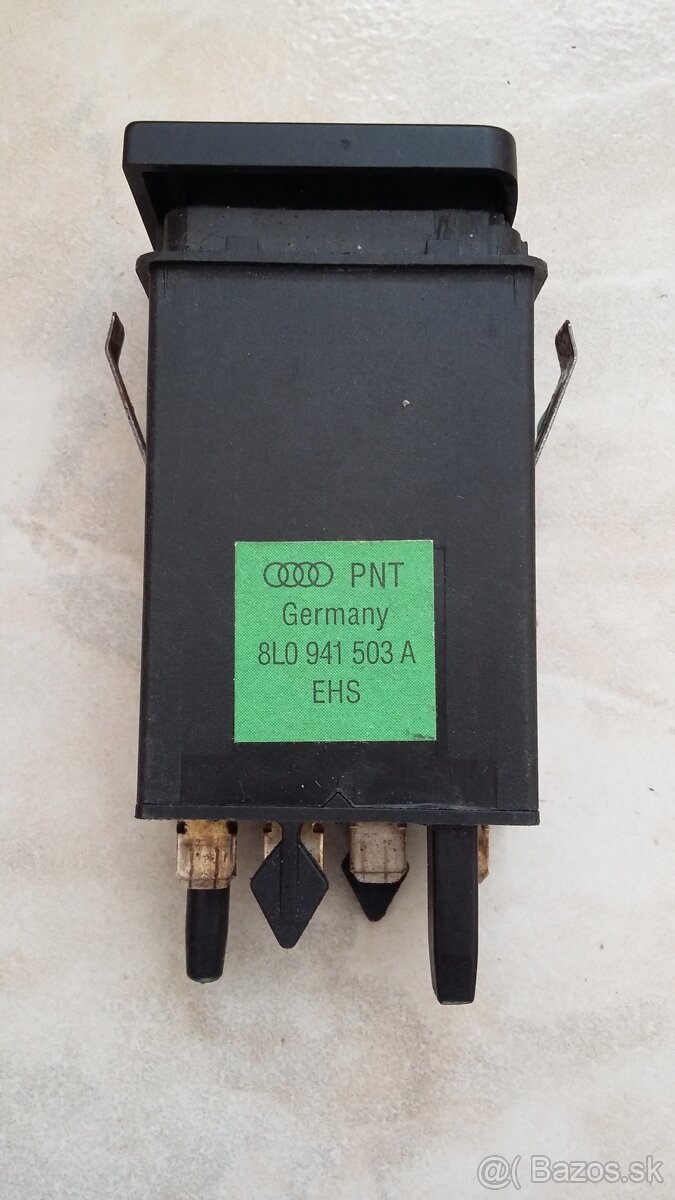 PNT
Germany
8L0 941 503 A
EHS
@( Bazos.sk